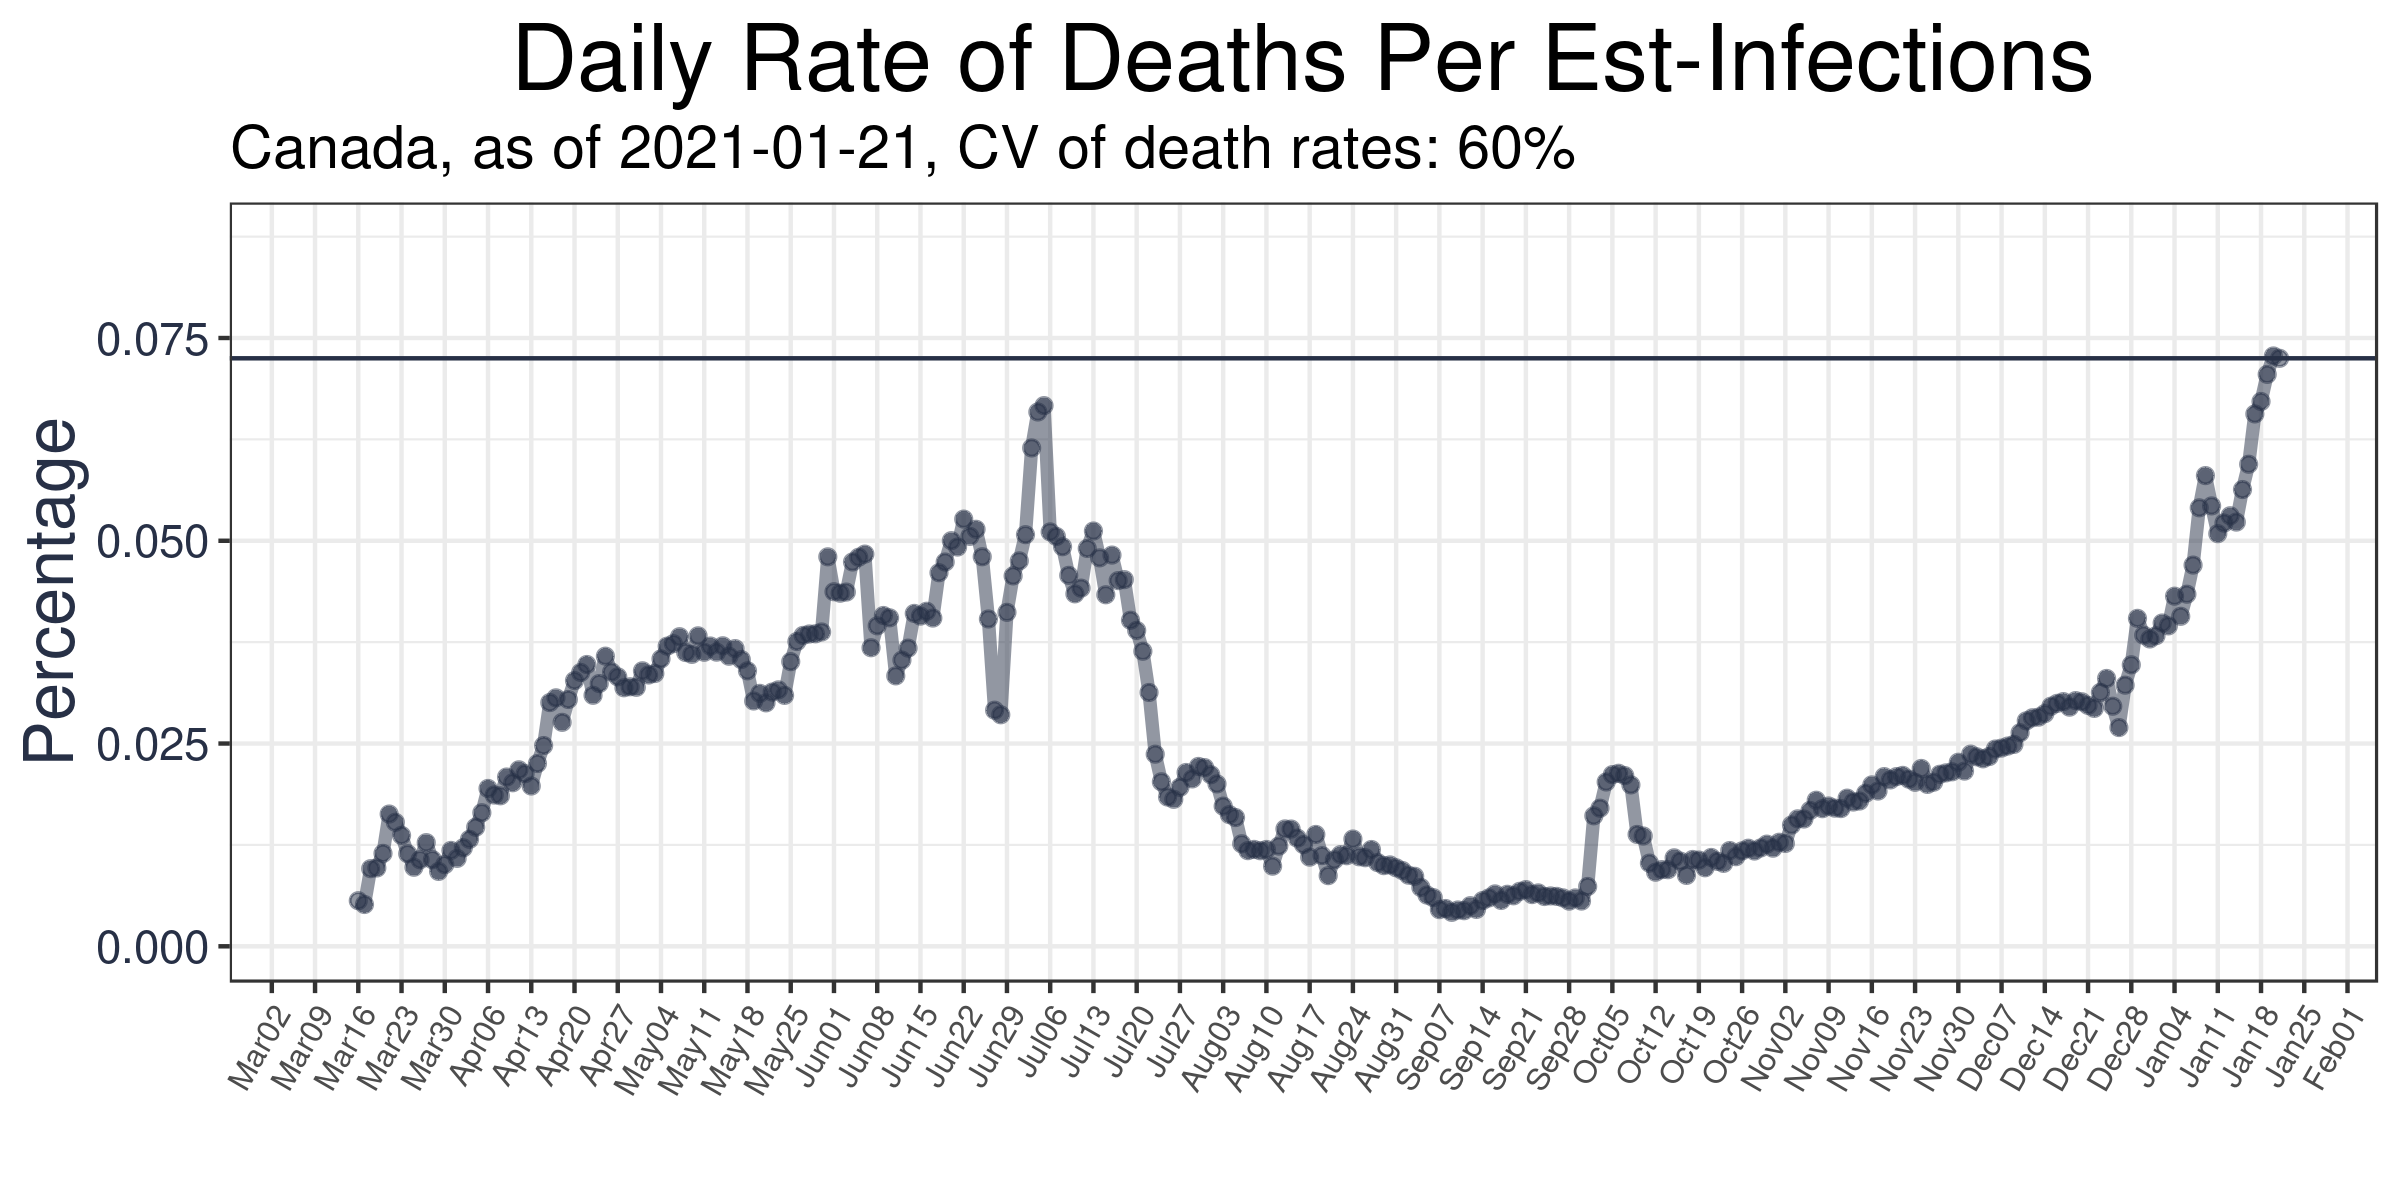 Daily Rate of Deaths Per Est-Infections
Canada, as of 2021-01-21, CV of death rates: 60%
Percentage
0.075
0.050
0.025
0.000
Mar02
Mar09
Mar16
Mar23
Mar30
Apr06
Apr13
Apr20
Apr27
May04
May11
May18
May25
Jun01
Jun08
Jun15
Jun22
Jun29
Jul06
Jul13
Jul20
Jul27
Aug03
Aug10
Aug17
Aug24
Aug31
Sep07
Sep14
Sep21
Sep28
Oct05
Oct12
Oct19
Oct26
Nov02
Nov09
Nov16
Nov23
Nov30
Dec07
Dec14
Dec21
Dec28
Jan04
Jan11
Jan18
Jan25
Feb01